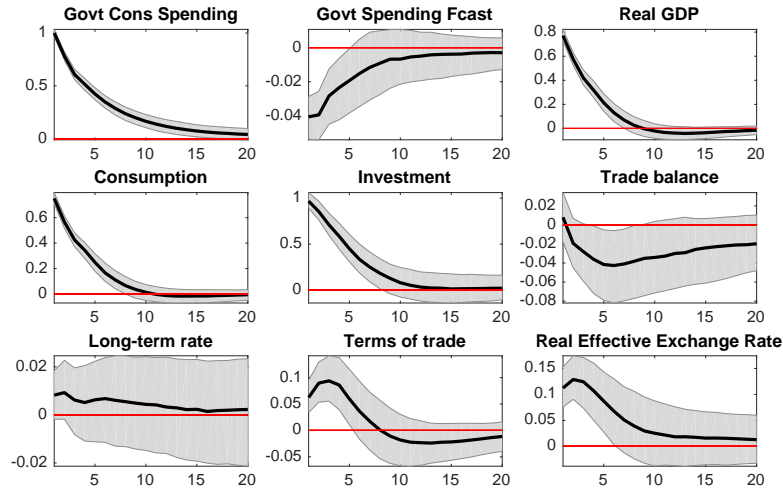 Govt Cons Spending
1
0.5
0
5 10 15 20
Govt Spending Fcast
0
-0.02
-0.04
5 10 15 20
Real GDP
0.8
0.6
0.4
0.2
0
5 10 15 20
Consumption
0.6
0.4
0.2
0
5 10 15 20
Investment
1
0.5
0
5 10 15 20
Trade balance
0.02
0
-0.02
-0.04
-0.06
-0.08
5 10 15 20
Long-term rate
0.02
0
-0.02
5 10 15 20
Terms of trade
0.1
0.05
0
-0.05
5 10 15 20
Real Effective Exchange Rate
0.15
0.1
0.05
0
5 10 15 20